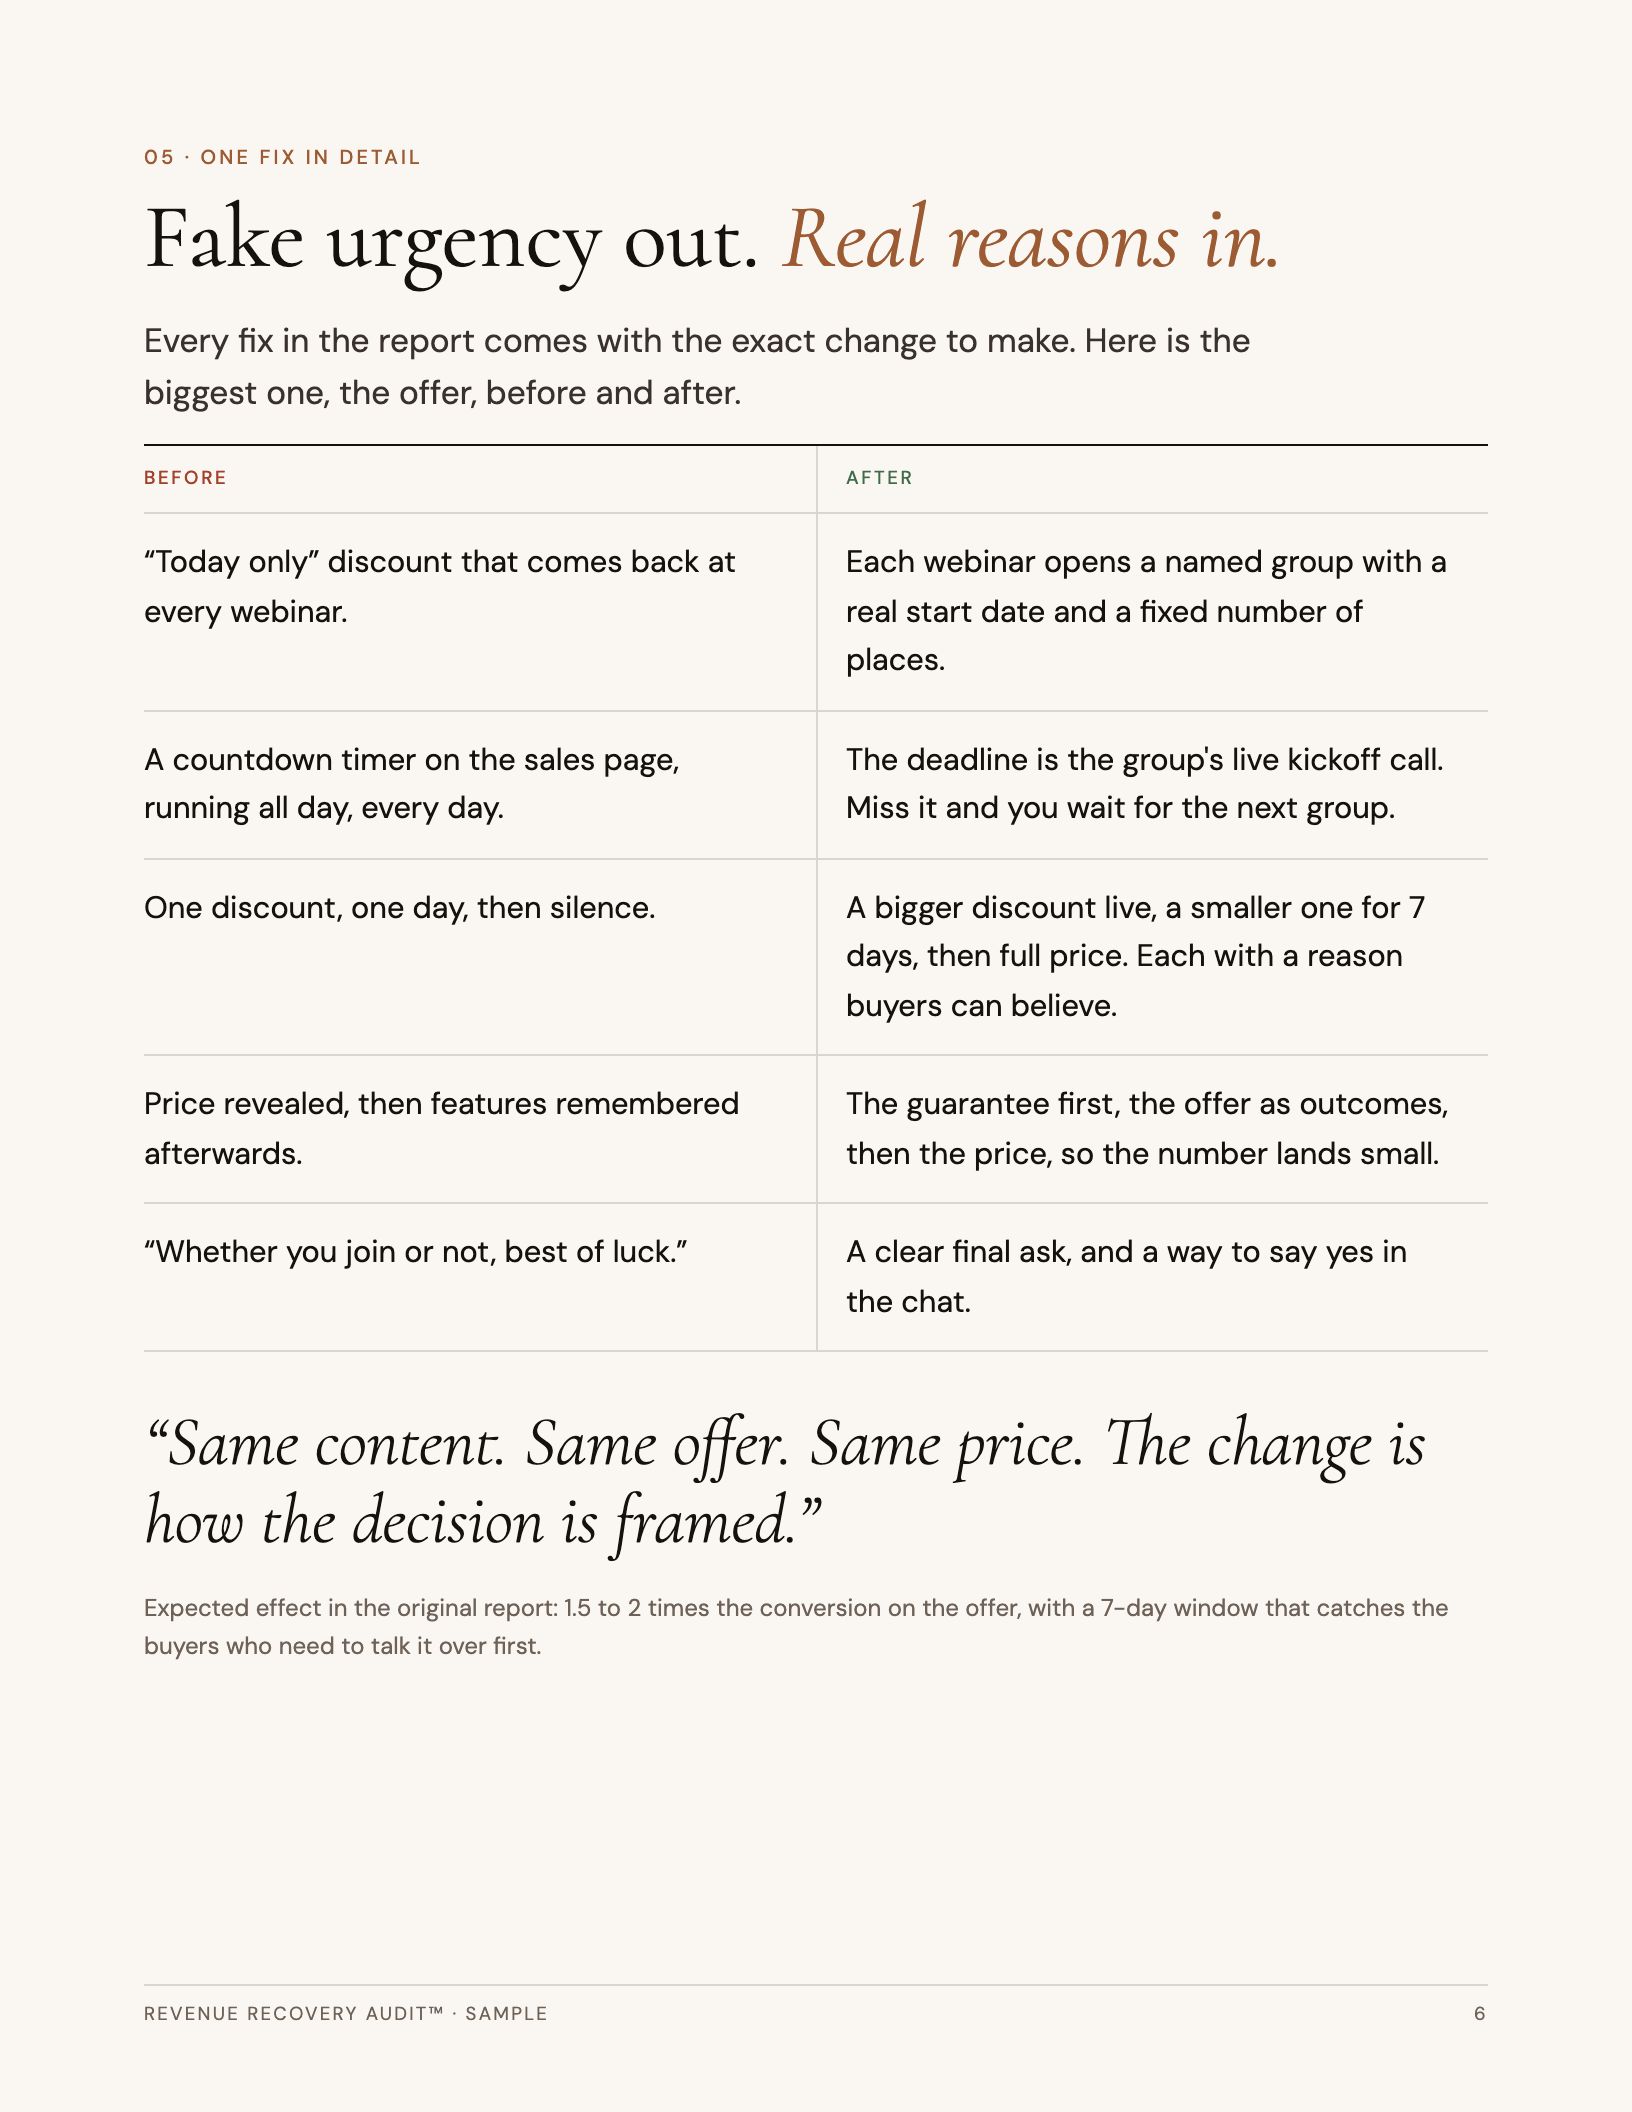 05 · ONE FIX IN DETAIL
Fake urgency out. Real reasons in.
Every fix in the report comes with the exact change to make. Here is the
biggest one, the offer, before and after.
BEFORE
AFTER
“Today only” discount that comes back at
every webinar.
Each webinar opens a named group with a
real start date and a fixed number of
places.
A countdown timer on the sales page,
running all day, every day.
The deadline is the group's live kickoff call.
Miss it and you wait for the next group.
One discount, one day, then silence.
A bigger discount live, a smaller one for 7
days, then full price. Each with a reason
buyers can believe.
Price revealed, then features remembered
afterwards.
The guarantee first, the offer as outcomes,
then the price, so the number lands small.
“Whether you join or not, best of luck.”
A clear final ask, and a way to say yes in
the chat.
“Same content. Same offer. Same price. The change is
how the decision is framed.”
Expected effect in the original report: 1.5 to 2 times the conversion on the offer, with a 7-day window that catches the
buyers who need to talk it over first.
REVENUE RECOVERY AUDIT™ · SAMPLE
6